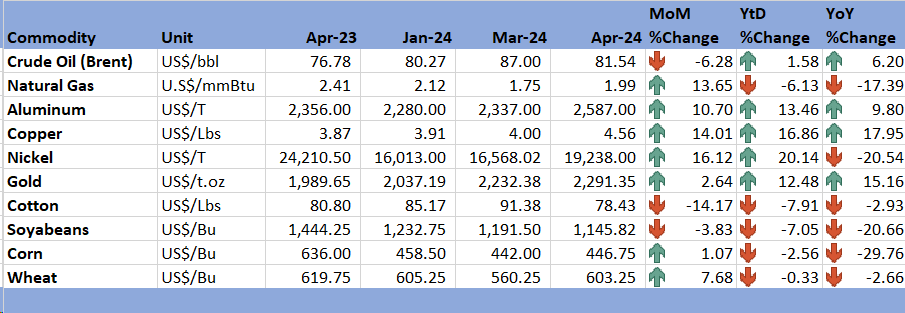 MoM YtD YoY
Commodity Unit Apr-23 Jan-24 Mar-24 Apr-24 %Change %Change %Change
Crude Oil (Brent) US$/bbl 76.78 80.27 87.00 81.54 -6.28 1.58 6.20
Natural Gas U.S$/mmBtu 2.41 2.12 1.75 1.99 13.65 -6.13 -17.39
Aluminum US$/T 2,356.00 2,280.00 2,337.00 2,587.00 10.70 13.46 9.80
Copper US$/Lbs 3.87 3.91 4.00 4.56 14.01 16.86 17.95
Nickel US$/T 24,210.50 16,013.00 16,568.02 19,238.00 16.12 20.14 -20.54
Gold US$/t.oz 1,989.65 2,037.19 2,232.38 2,291.35 2.64 12.48 15.16
Cotton US$/Lbs 80.80 85.17 91.38 78.43 -14.17 -7.91 -2.93
Soyabeans US$/Bu 1,444.25 1,232.75 1,191.50 1,145.82 -3.83 -7.05 -20.66
Corn US$/Bu 636.00 458.50 442.00 446.75 1.07 -2.56 -29.76
Wheat US$/Bu 619.75 605.25 560.25 603.25 7.68 -0.33 -2.66